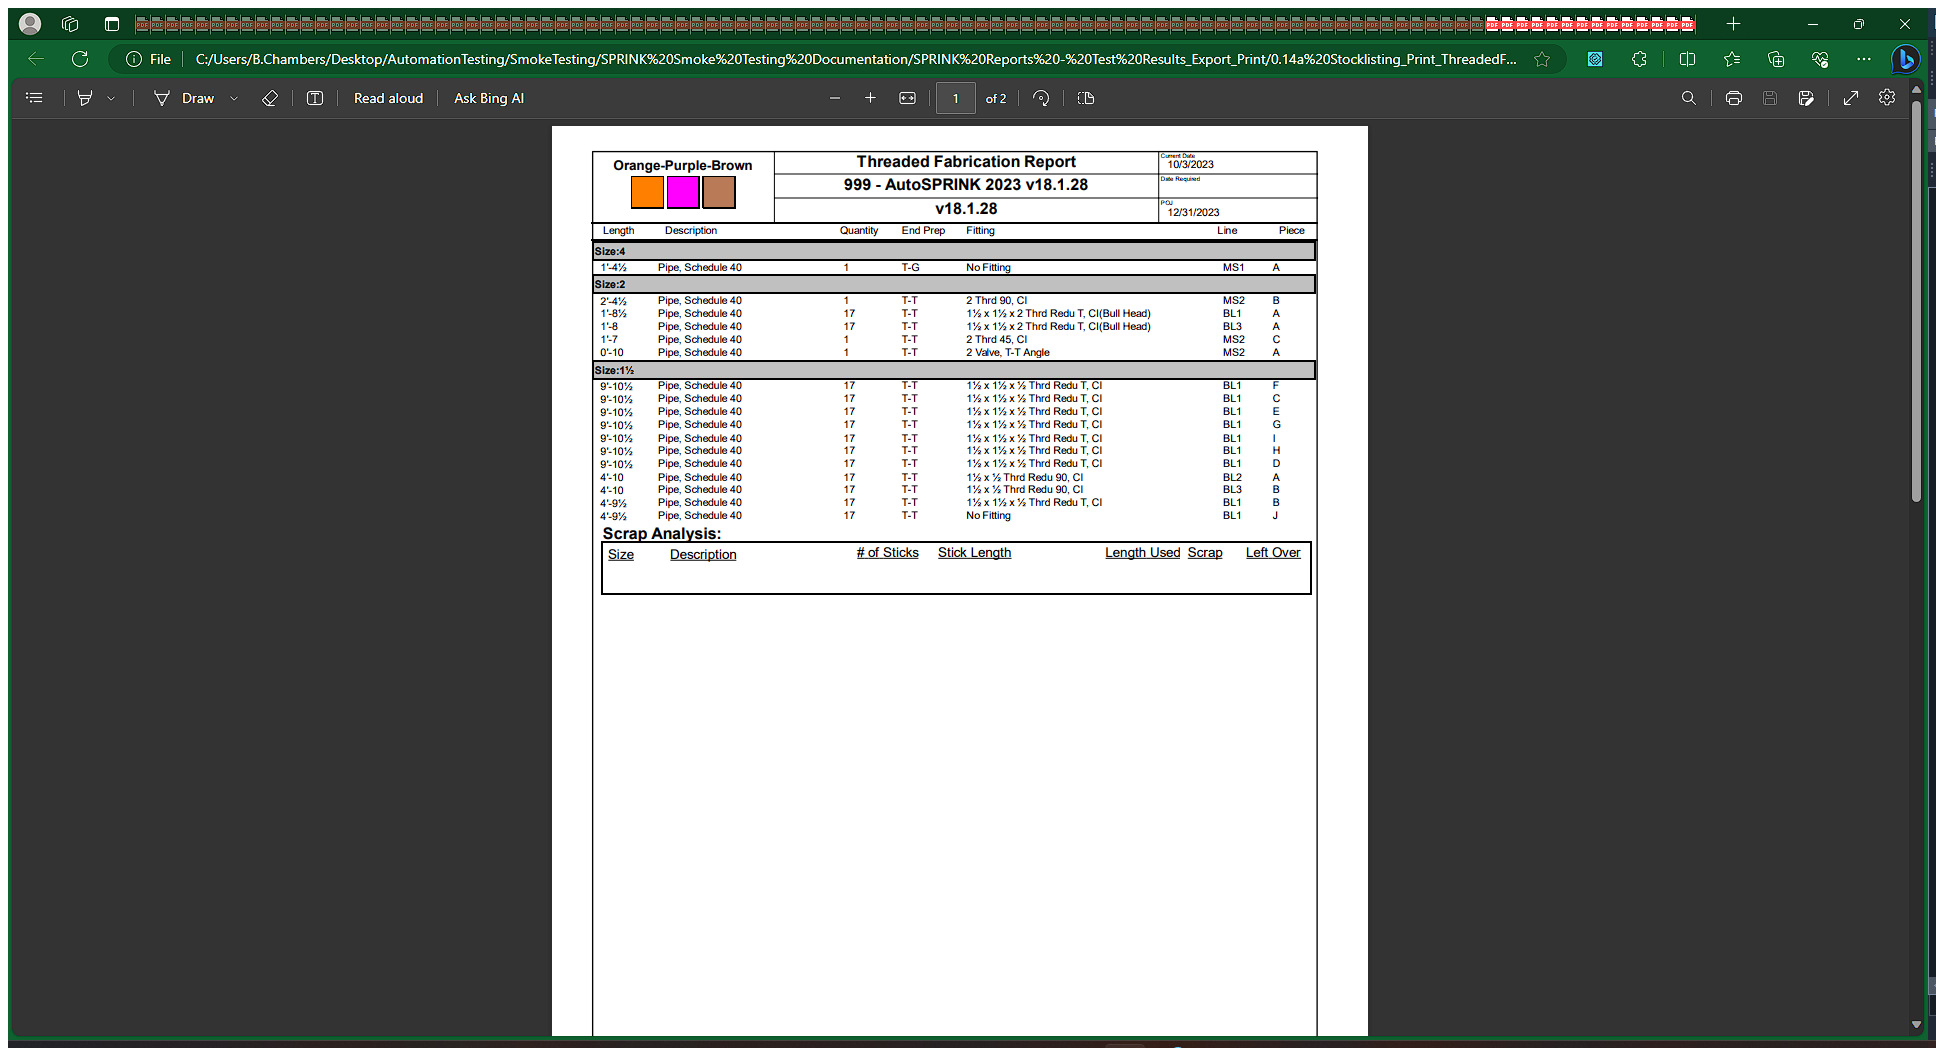 File C:/Users/B.Chambers/Desktop/AutomationTesting/SmokeTesting/SPRINK%20Smoke%20Testing%20Documentation/SPRINK%20Reports%20-%20Test%20Results_Export_Print/0.14a%20Stocklisting_Print_ThreadedF...
Draw Read aloud Ask Bing AI 1 of 2
Orange-Purple-Brown
Threaded Fabrication Report
999 - AutoSPRINK 2023 v18.1.28
v18.1.28
Current Date
10/3/2023
Date Required
POJ
12/31/2023
Length Description Quantity End Prep Fitting Line Piece
Size:4
1'-4½ Pipe, Schedule 40 1 T-G No Fitting MS1 A
Size:2
2'-4½ Pipe, Schedule 40 1 T-T 2 Thrd 90, CI MS2 B
1'-8½ Pipe, Schedule 40 17 T-T 1½ x 1½ x 2 Thrd Redu T, CI(Bull Head) BL1 A
1'-8 Pipe, Schedule 40 17 T-T 1½ x 1½ x 2 Thrd Redu T, CI(Bull Head) BL3 A
1'-7 Pipe, Schedule 40 1 T-T 2 Thrd 45, CI MS2 C
0'-10 Pipe, Schedule 40 1 T-T 2 Valve, T-T Angle MS2 A
Size:1½
9'-10½ Pipe, Schedule 40 17 T-T 1½ x 1½ x ½ Thrd Redu T, CI BL1 F
9'-10½ Pipe, Schedule 40 17 T-T 1½ x 1½ x ½ Thrd Redu T, CI BL1 C
9'-10½ Pipe, Schedule 40 17 T-T 1½ x 1½ x ½ Thrd Redu T, CI BL1 E
9'-10½ Pipe, Schedule 40 17 T-T 1½ x 1½ x ½ Thrd Redu T, CI BL1 G
9'-10½ Pipe, Schedule 40 17 T-T 1½ x 1½ x ½ Thrd Redu T, CI BL1 I
9'-10½ Pipe, Schedule 40 17 T-T 1½ x 1½ x ½ Thrd Redu T, CI BL1 H
9'-10½ Pipe, Schedule 40 17 T-T 1½ x 1½ x ½ Thrd Redu T, CI BL1 D
4'-10 Pipe, Schedule 40 17 T-T 1½ x ½ Thrd Redu 90, CI BL2 A
4'-10 Pipe, Schedule 40 17 T-T 1½ x ½ Thrd Redu 90, CI BL3 B
4'-9½ Pipe, Schedule 40 17 T-T 1½ x 1½ x ½ Thrd Redu T, CI BL1 B
4'-9½ Pipe, Schedule 40 17 T-T No Fitting BL1 J
Scrap Analysis:
Size Description # of Sticks Stick Length Length Used Scrap Left Over